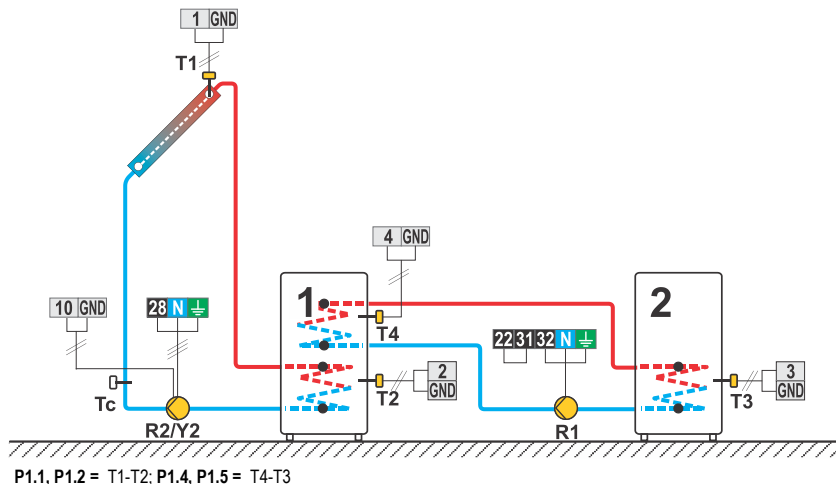 1 GND
T1
4 GND
10 GND
28 N
1
2
T4
22 31 32 N
2
GND
3
GND
Tc
T2
T3
R2/Y2
R1
P1.1, P1.2 = T1-T2; P1.4, P1.5 = T4-T3